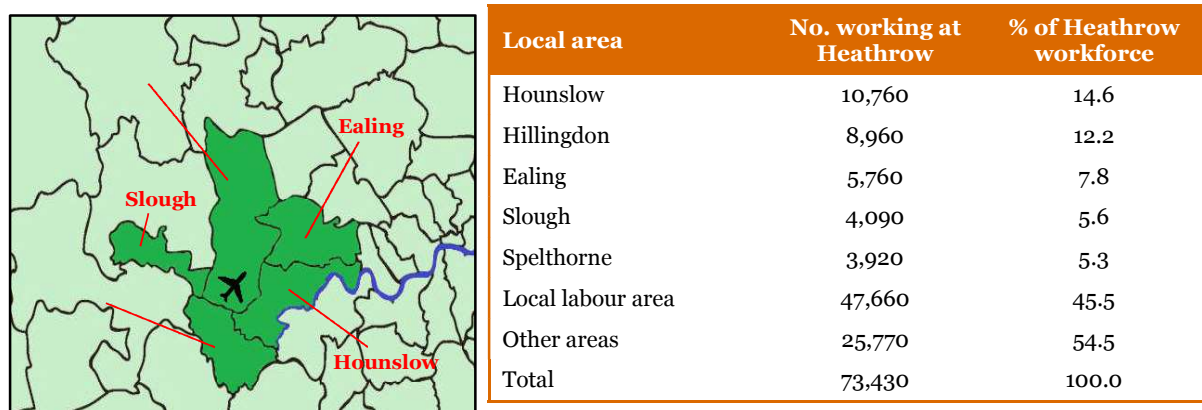 Ealing
Slough
Hounslow
Local area No. working at Heathrow % of Heathrow workforce
Hounslow 10,760 14.6
Hillingdon 8,960 12.2
Ealing 5,760 7.8
Slough 4,090 5.6
Spelthorne 3,920 5.3
Local labour area 47,660 45.5
Other areas 25,770 54.5
Total 73,430 100.0